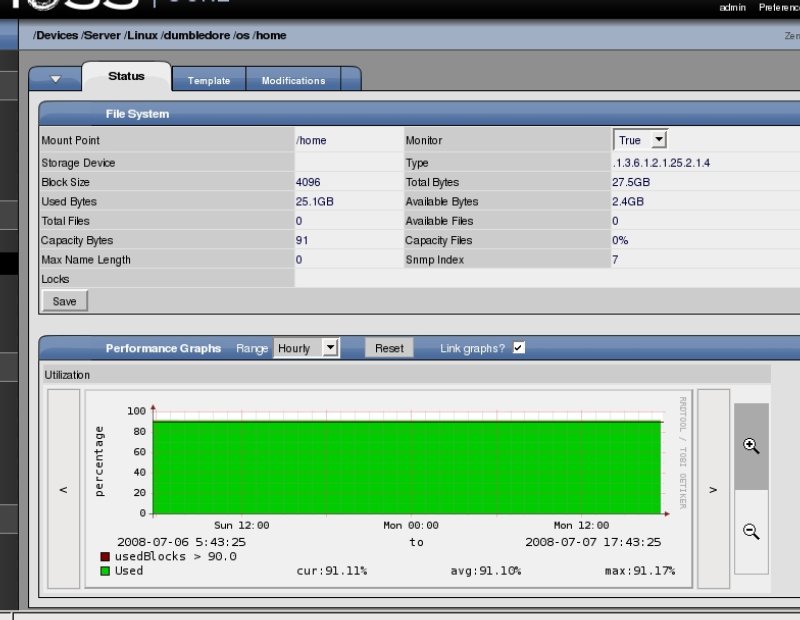 admin Preference
/Devices /Server /Linux /dumbledore /os /home
Zen
Status Template Modifications
File System
Mount Point /home Monitor True
Storage Device Type .1.3.6.1.2.1.25.2.1.4
Block Size 4096 Total Bytes 27.5GB
Used Bytes 25.1GB Available Bytes 2.4GB
Total Files 0 Available Files 0
Capacity Bytes 91 Capacity Files 0%
Max Name Length 0 Snmp Index 7
Locks
Save
Performance Graphs Range Hourly Reset Link graphs?
Utilization
percentage
100
80
60
40
20
0
RRDTOOL / TOBI OETIKER
<
>
Sun 12:00 Mon 00:00 Mon 12:00
2008-07-06 5:43:25 to 2008-07-07 17:43:25
usedBlocks > 90.0
Used cur:91.11% avg:91.10% max:91.17%